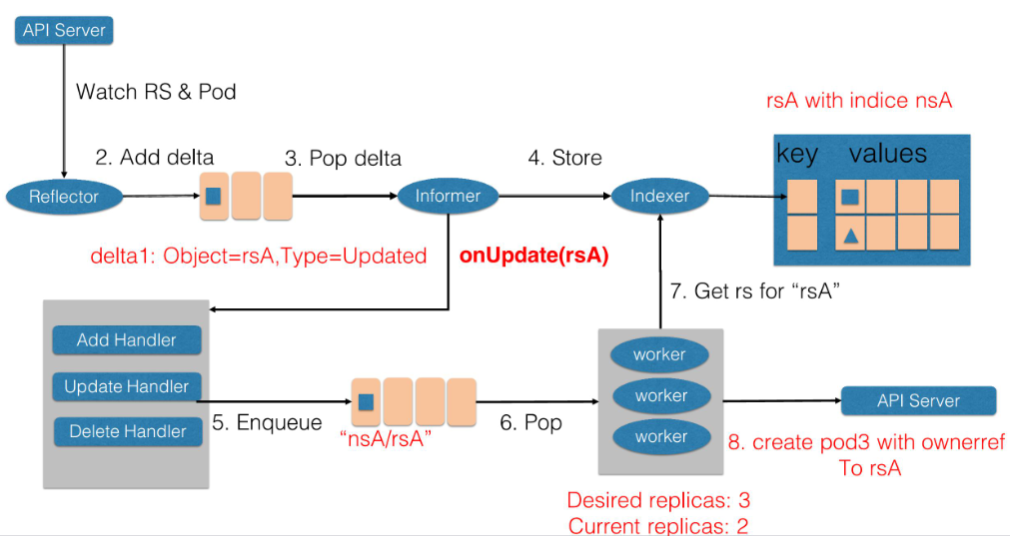 API Server
Watch RS & Pod
rsA with indice nsA
key values
2. Add delta
3. Pop delta
4. Store
Reflector
Informer
Indexer
delta1: Object=rsA,Type=Updated
onUpdate(rsA)
7. Get rs for “rsA”
Add Handler
Update Handler
Delete Handler
5. Enqueue
“nsA/rsA”
6. Pop
worker
worker
worker
API Server
8. create pod3 with ownerref
To rsA
Desired replicas: 3
Current replicas: 2